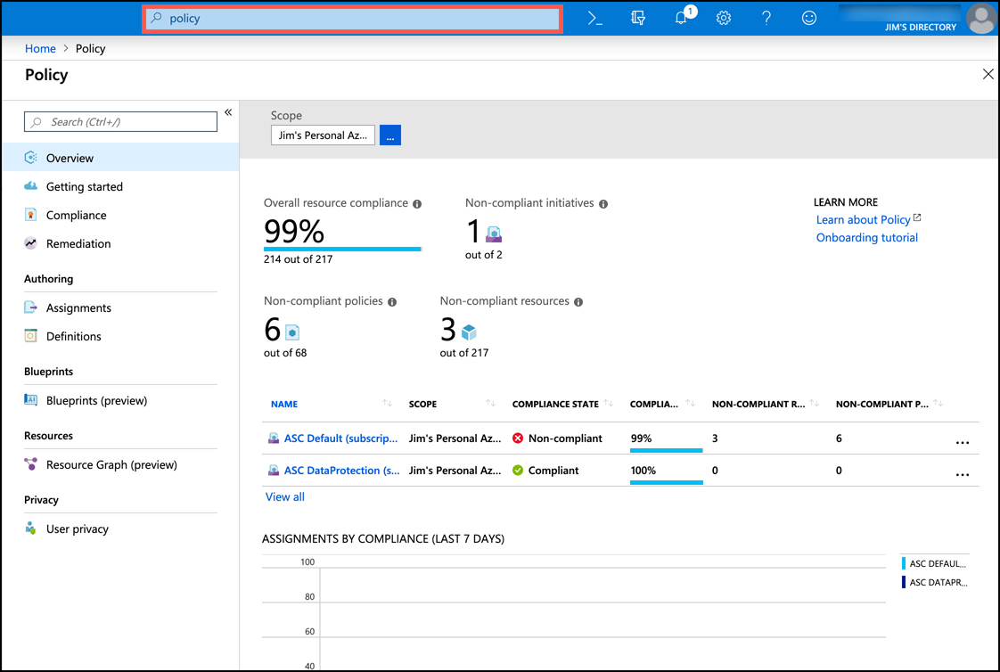 policy
1
JIM'S DIRECTORY
Home > Policy
Policy
Search (Ctrl+/)
«
Overview
Getting started
Compliance
Remediation
Authoring
Assignments
Definitions
Blueprints
Blueprints (preview)
Resources
Resource Graph (preview)
Privacy
User privacy
Scope
Jim's Personal Az... ...
Overall resource compliance
99%
214 out of 217
Non-compliant initiatives
1
out of 2
LEARN MORE
Learn about Policy
Onboarding tutorial
Non-compliant policies
6
out of 68
Non-compliant resources
3
out of 217
NAME SCOPE COMPLIANCE STATE COMPLIA... NON-COMPLIANT R... NON-COMPLIANT P...
ASC Default (subscrip... Jim's Personal Az... Non-compliant 99% 3 6 ...
ASC DataProtection (s... Jim's Personal Az... Compliant 100% 0 0 ...
View all
ASSIGNMENTS BY COMPLIANCE (LAST 7 DAYS)
100
80
60
40
ASC DEFAUL...
ASC DATAPR...